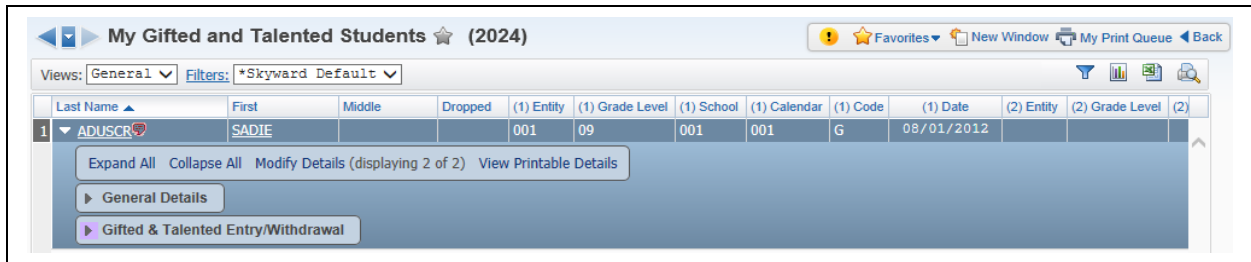 My Gifted and Talented Students (2024)
Favorites New Window My Print Queue Back
Views: General Filters: *Skyward Default
Last Name First Middle Dropped (1) Entity (1) Grade Level (1) School (1) Calendar (1) Code (1) Date (2) Entity (2) Grade Level (2)
1 ADUSCR SADIE 001 09 001 001 G 08/01/2012
Expand All Collapse All Modify Details (displaying 2 of 2) View Printable Details
General Details
Gifted & Talented Entry/Withdrawal